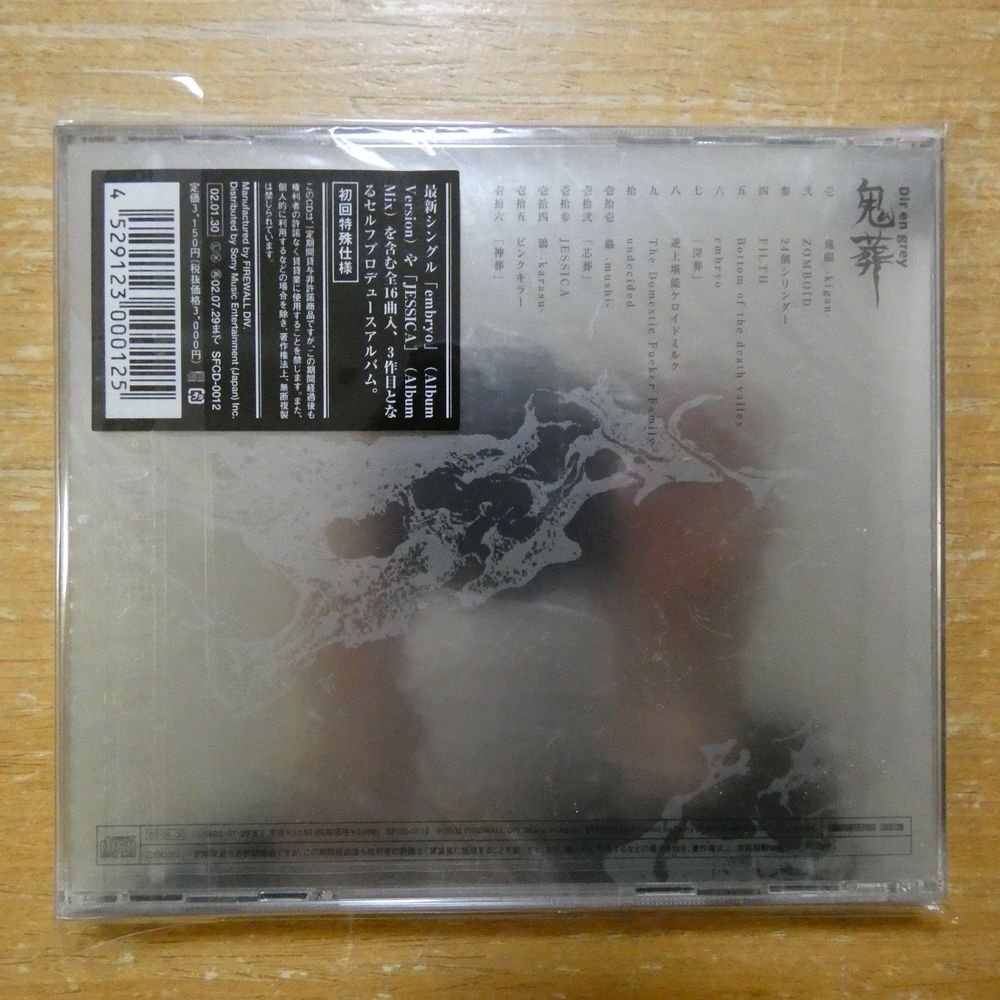 Dir en grey
鬼葬
壱 鬼眼 -kigan-
弐 ZOMBOID
参 24個シリンダー
四 FILTH
五 Bottom of the death valley
六 embryo
七 「深葬」
八 逆上堪能ケロイドミルク
九 The Domestic Fucker Family
拾 undecided
壱拾壱 蟲 -mushi-
壱拾弐 「芯葬」
壱拾参 JESSICA
壱拾四 鴉 -karasu-
壱拾五 ピンクキラー
壱拾六 「神葬」
最新シングル「embryo」(Album
Version)や「JESSICA」(Album
Mix)を含む全16曲入、3作目とな
るセルフプロデュースアルバム。
初回特殊仕様
このCDは、一定期間貸与非許諾商品ですが、この期間経過後も
権利者の許諾なく賃貸業に使用することを禁じます。また、
個人的に利用するなどの場合を除き、著作権法上、無断複製
は禁じられています。
Manufactured by FIREWALL DIV.
Distributed by Sony Music Entertainment (Japan) Inc.
02.01.30 X 02.07.29まで SFCD-0012
定価3,150円(税抜価格3,000円)
4 529123 000125
SFCD-0012 ℗2002 FIREWALL DIV.